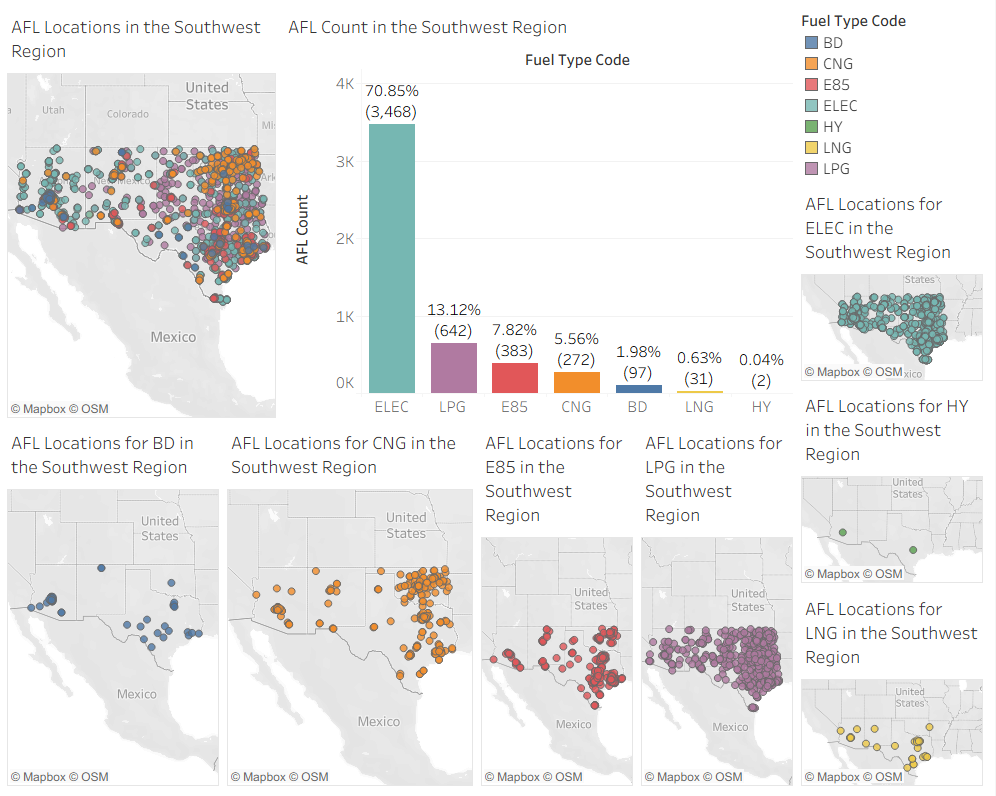 AFL Locations in the Southwest
Region
United
States
Utah
Colorado
Mexico
© Mapbox © OSM
AFL Count in the Southwest Region
Fuel Type Code
AFL Count
4K
3K
2K
1K
0K
70.85%
(3,468)
13.12%
(642)
7.82%
(383)
5.56%
(272)
1.98%
(97)
0.63%
(31)
0.04%
(2)
ELEC
LPG
E85
CNG
BD
LNG
HY
Fuel Type Code
BD
CNG
E85
ELEC
HY
LNG
LPG
AFL Locations for
ELEC in the
Southwest Region
States
xico
© Mapbox © OSM
AFL Locations for HY
in the Southwest
Region
United
States
© Mapbox © OSM
AFL Locations for
LNG in the Southwest
Region
United
States
© Mapbox © OSM
AFL Locations for BD in
the Southwest Region
United
States
Mexico
© Mapbox © OSM
AFL Locations for CNG in the
Southwest Region
United
States
Mexico
© Mapbox © OSM
AFL Locations for
E85 in the
Southwest
Region
United
States
Mexico
© Mapbox © OSM
AFL Locations for
LPG in the
Southwest
Region
United
States
Mexico
© Mapbox © OSM